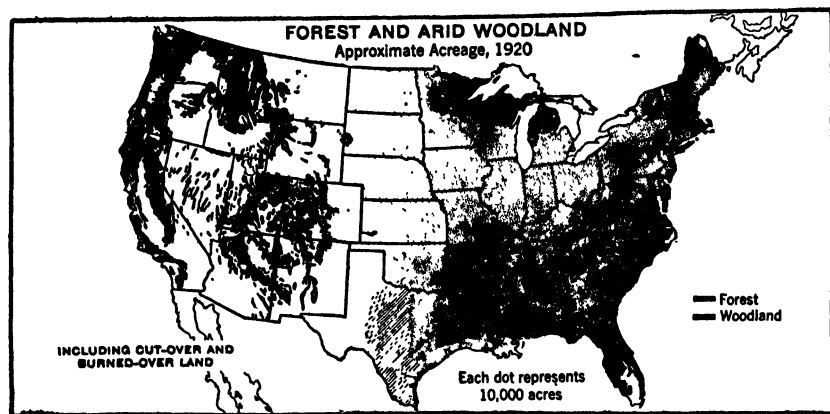 FOREST AND ARID WOODLAND
Approximate Acreage, 1920
Forest
Woodland
INCLUDING CUT-OVER AND
BURNED-OVER LAND
Each dot represents
10,000 acres